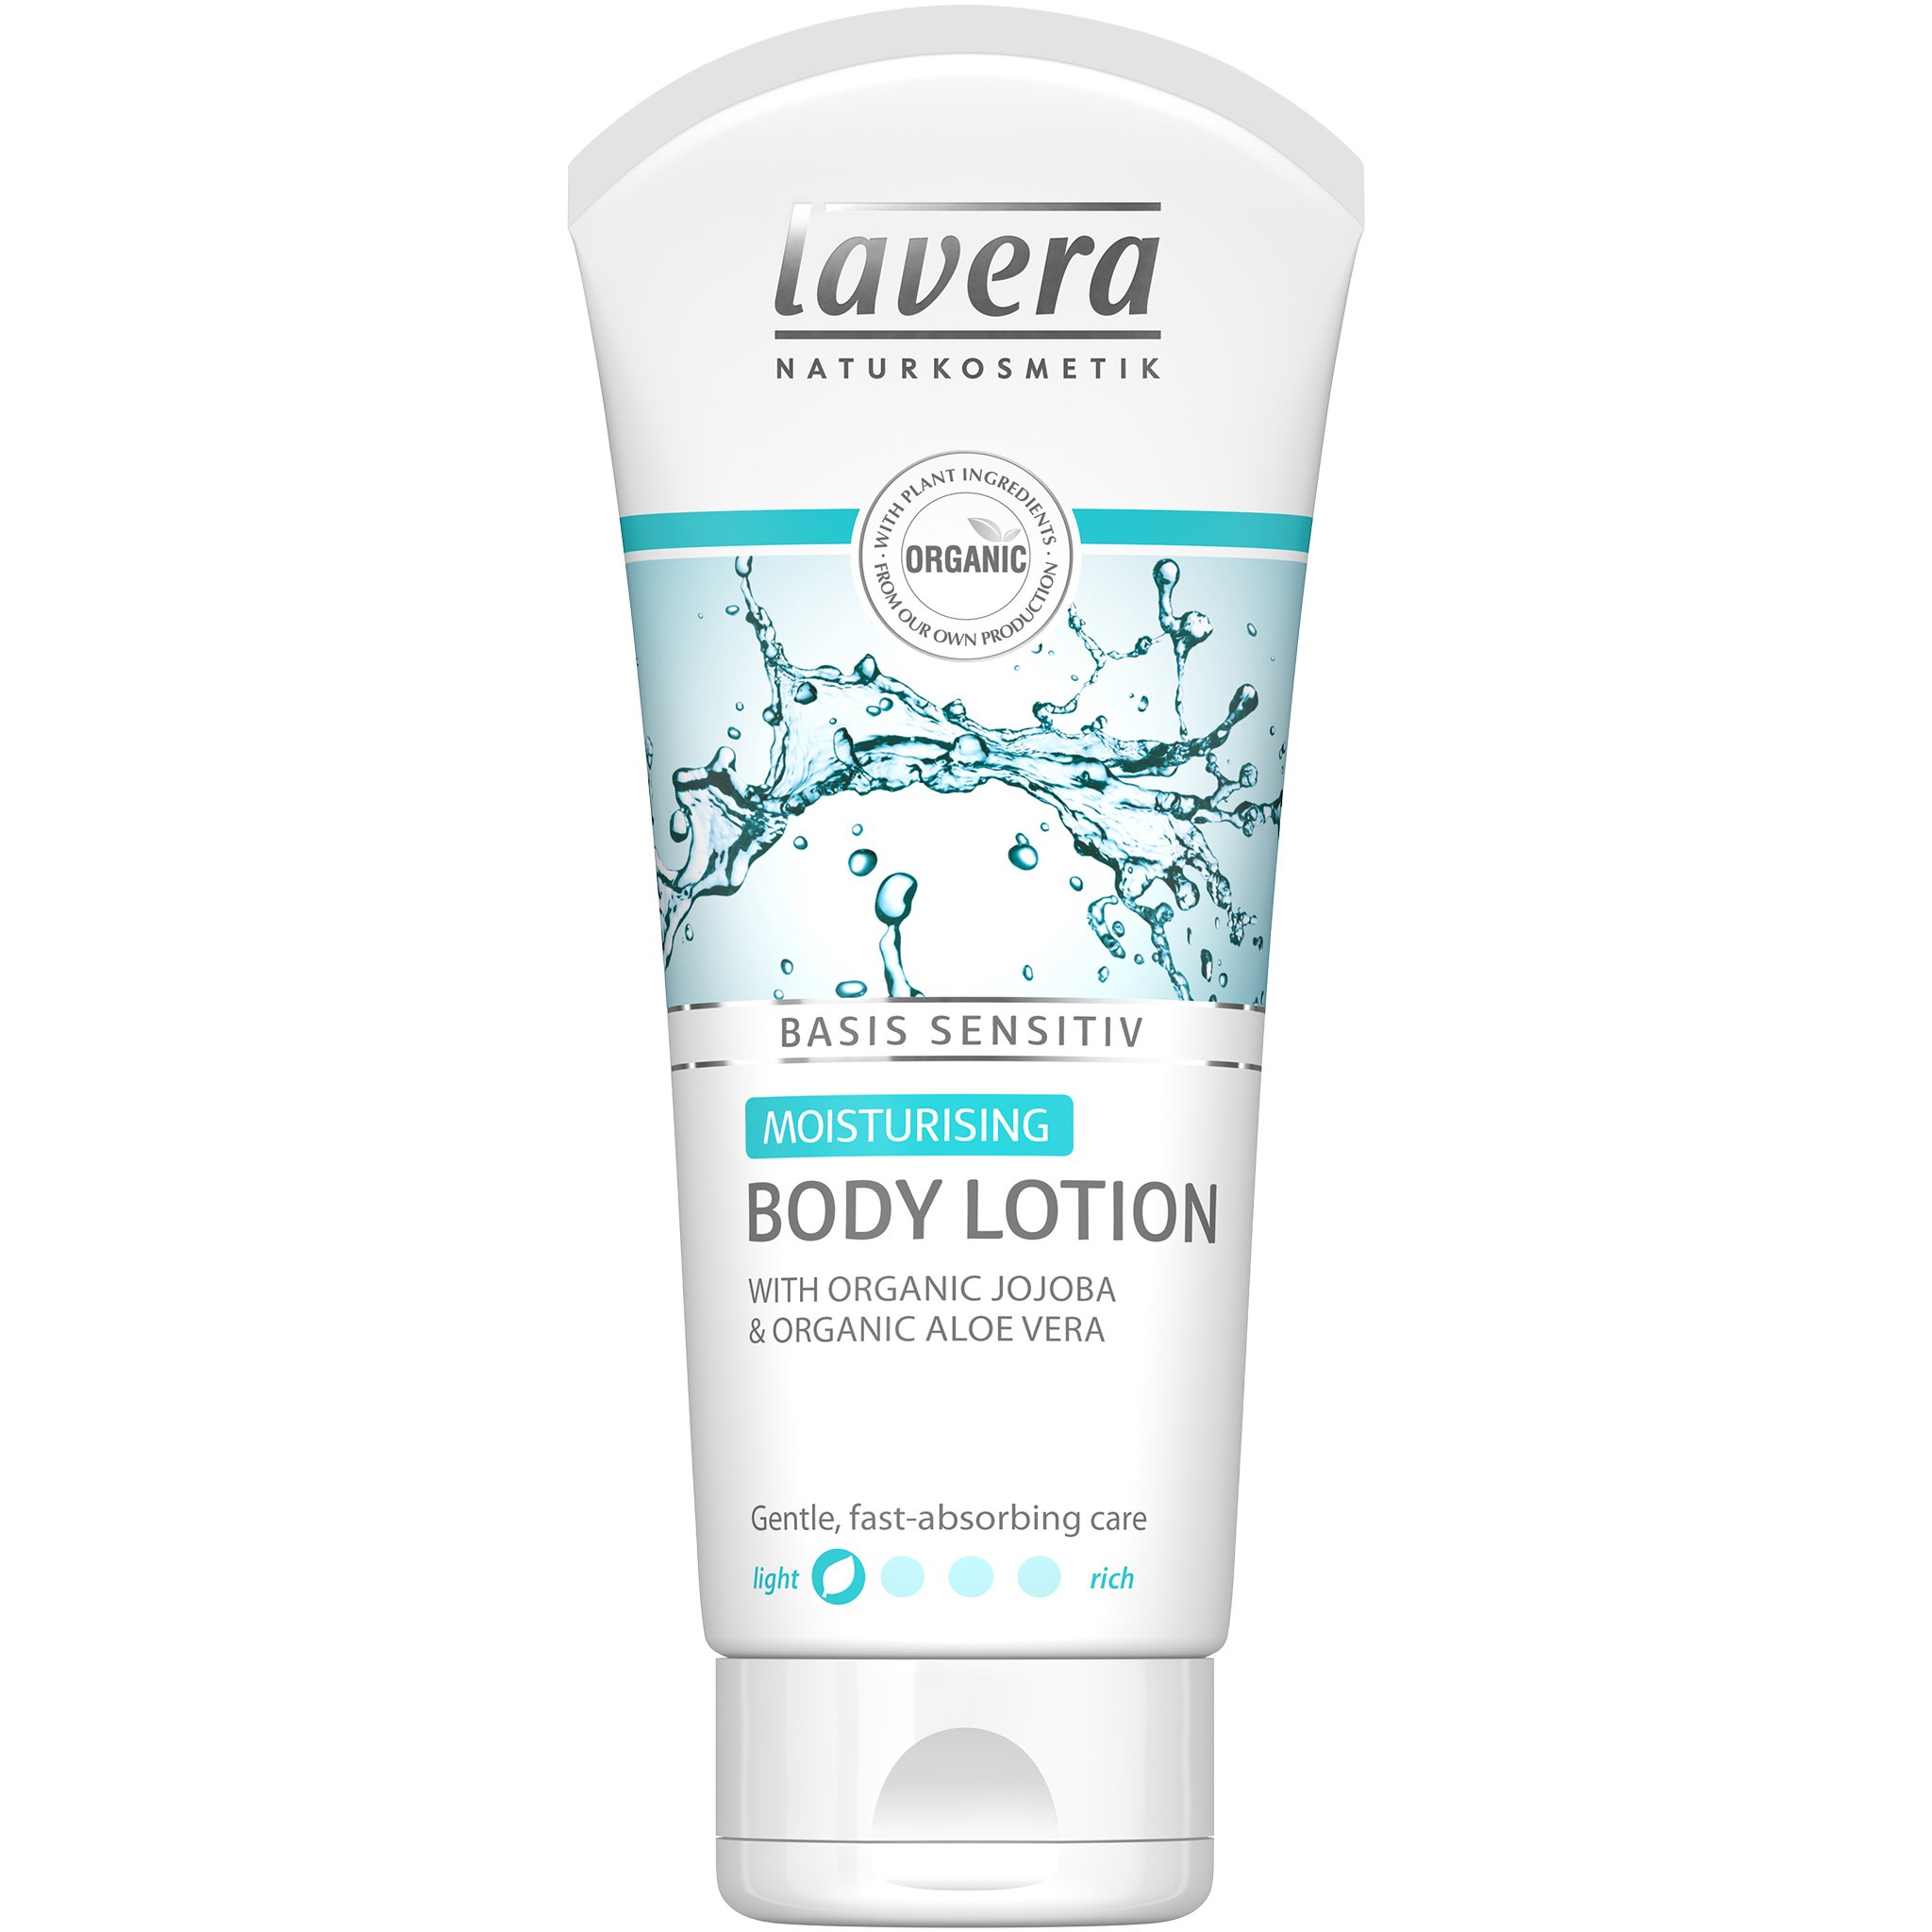 lavera
NATURKOSMETIK
· WITH PLANT INGREDIENTS ·
ORGANIC
FROM OUR OWN PRODUCTION
BASIS SENSITIV
MOISTURISING
BODY LOTION
WITH ORGANIC JOJOBA
& ORGANIC ALOE VERA
Gentle, fast-absorbing care
light rich